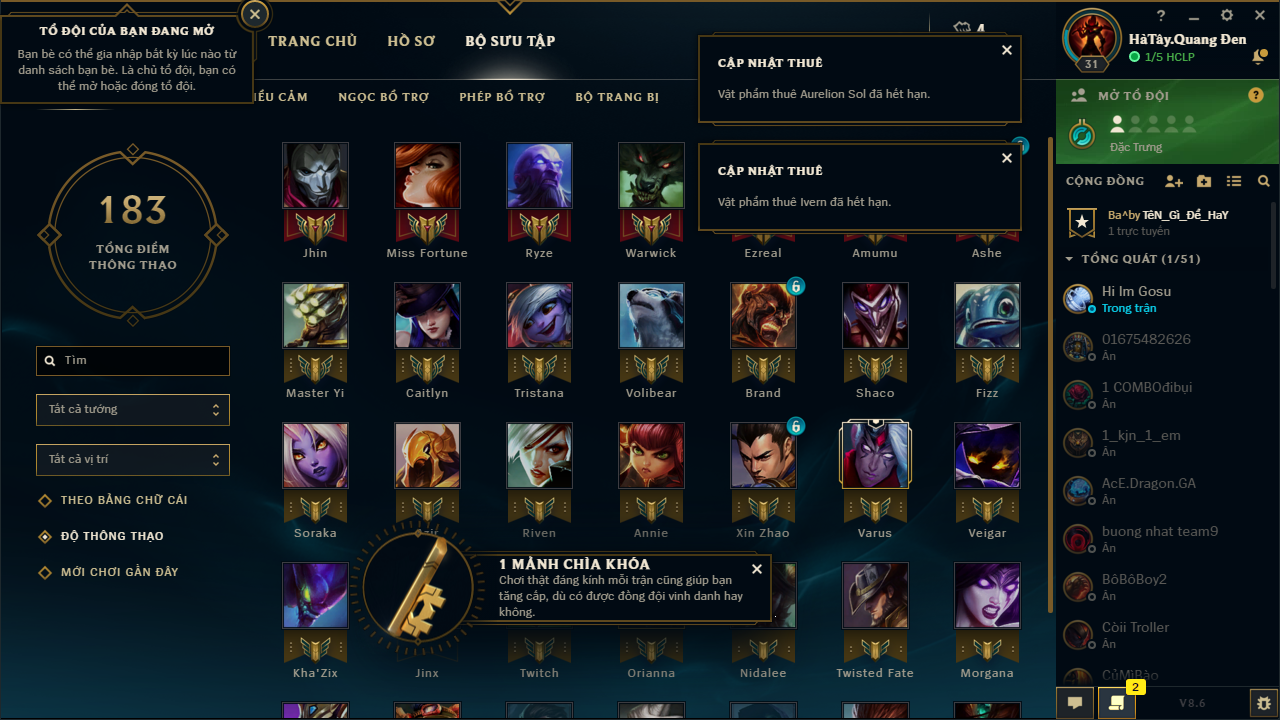 TỔ ĐỘI CỦA BẠN ĐANG MỞ
Bạn bè có thể gia nhập bất kỳ lúc nào từ
danh sách bạn bè. Là chủ tổ đội, bạn có
thể mở hoặc đóng tổ đội.
TRANG CHỦ
HỒ SƠ
BỘ SƯU TẬP
4
CẬP NHẬT THUÊ
Vật phẩm thuê Aurelion Sol đã hết hạn.
CẬP NHẬT THUÊ
Vật phẩm thuê Ivern đã hết hạn.
IỂU CẢM
NGỌC BỔ TRỢ
PHÉP BỔ TRỢ
BỘ TRANG BỊ
183
TỔNG ĐIỂM
THÔNG THẠO
Tìm
Tất cả tướng
Tất cả vị trí
THEO BẢNG CHỮ CÁI
ĐỘ THÔNG THẠO
MỚI CHƠI GẦN ĐÂY
Jhin
Miss Fortune
Ryze
Warwick
Ezreal
Amumu
Ashe
6
Master Yi
Caitlyn
Tristana
Volibear
Brand
Shaco
Fizz
6
Soraka
Riven
Annie
Xin Zhao
Varus
Veigar
1 MẢNH CHÌA KHÓA
Chơi thật đáng kính mỗi trận cũng giúp bạn
tăng cấp, dù có được đồng đội vinh danh hay
không.
Kha'Zix
Jinx
Twitch
Orianna
Nidalee
Twisted Fate
Morgana
?
31
HàTây.Quang Đen
1/5 HCLP
MỞ TỔ ĐỘI
?
Đặc Trưng
CỘNG ĐỒNG
Ba^by TêN_Gì_Để_HaY
1 trực tuyến
TỔNG QUÁT (1/51)
Hi Im Gosu
Trong trận
01675482626
Ẩn
1 COMBOđibụi
Ẩn
1_kjn_1_em
Ẩn
AcE.Dragon.GA
Ẩn
buong nhat team9
Ẩn
BôBôBoy2
Ẩn
Còii Troller
Ẩn
CủMìBào
2
V8.6